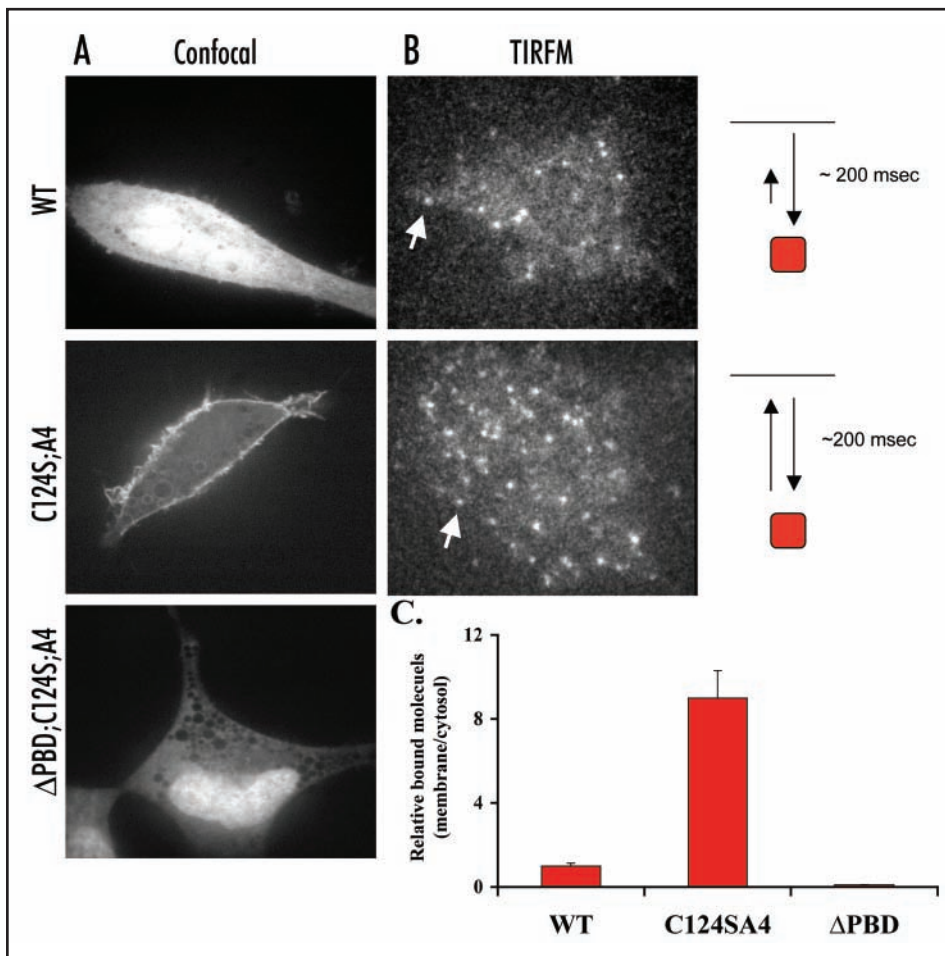 A Confocal
B TIRFM
WT
~ 200 msec
C124S;A4
~200 msec
ΔPBD;C124S;A4
C.
Relative bound molecuels
(membrane/cytosol)
12
8
4
0
WT C124SA4 ΔPBD